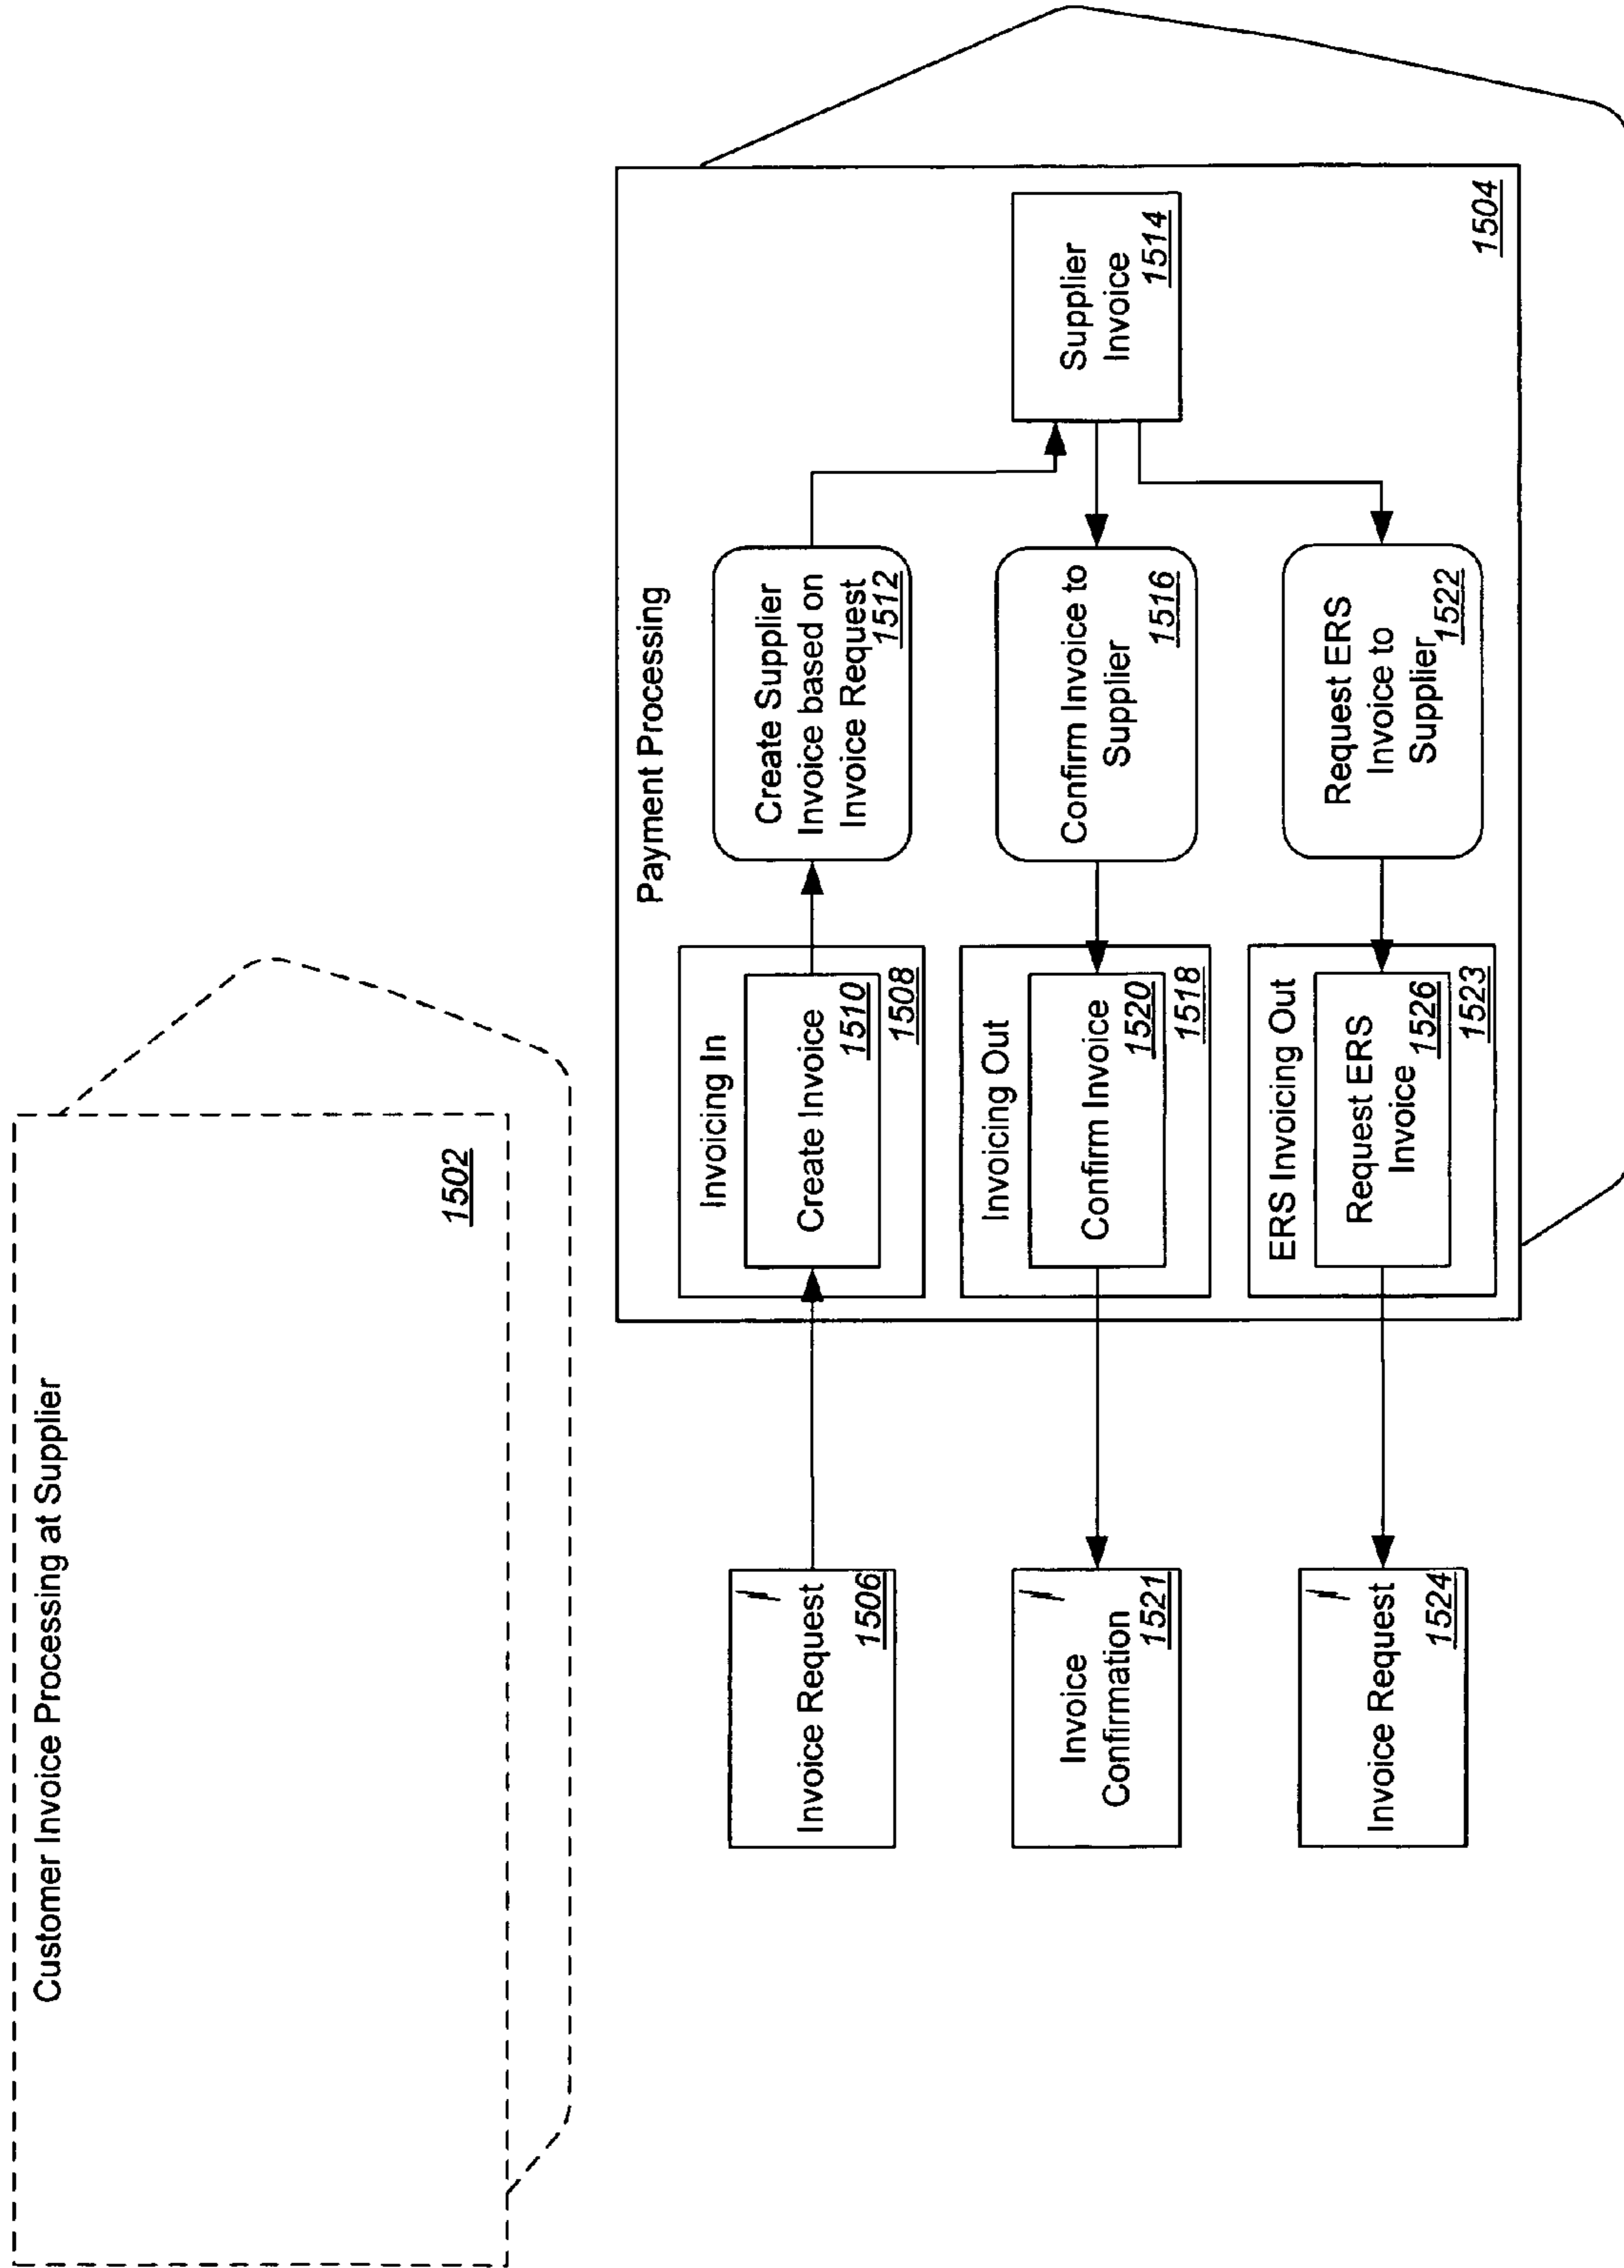 Customer Invoice Processing at Supplier
1502
Payment Processing
Invoice Request
1506
Invoicing In
Create Invoice
1510
1508
Create Supplier
Invoice based on
Invoice Request
1512
Supplier
Invoice
1514
Invoice
Confirmation
1521
Invoicing Out
Confirm Invoice
1520
1518
Confirm Invoice to
Supplier
1516
Invoice Request
1524
ERS Invoicing Out
Request ERS
Invoice
1526
1523
Request ERS
Invoice to
Supplier
1522
1504